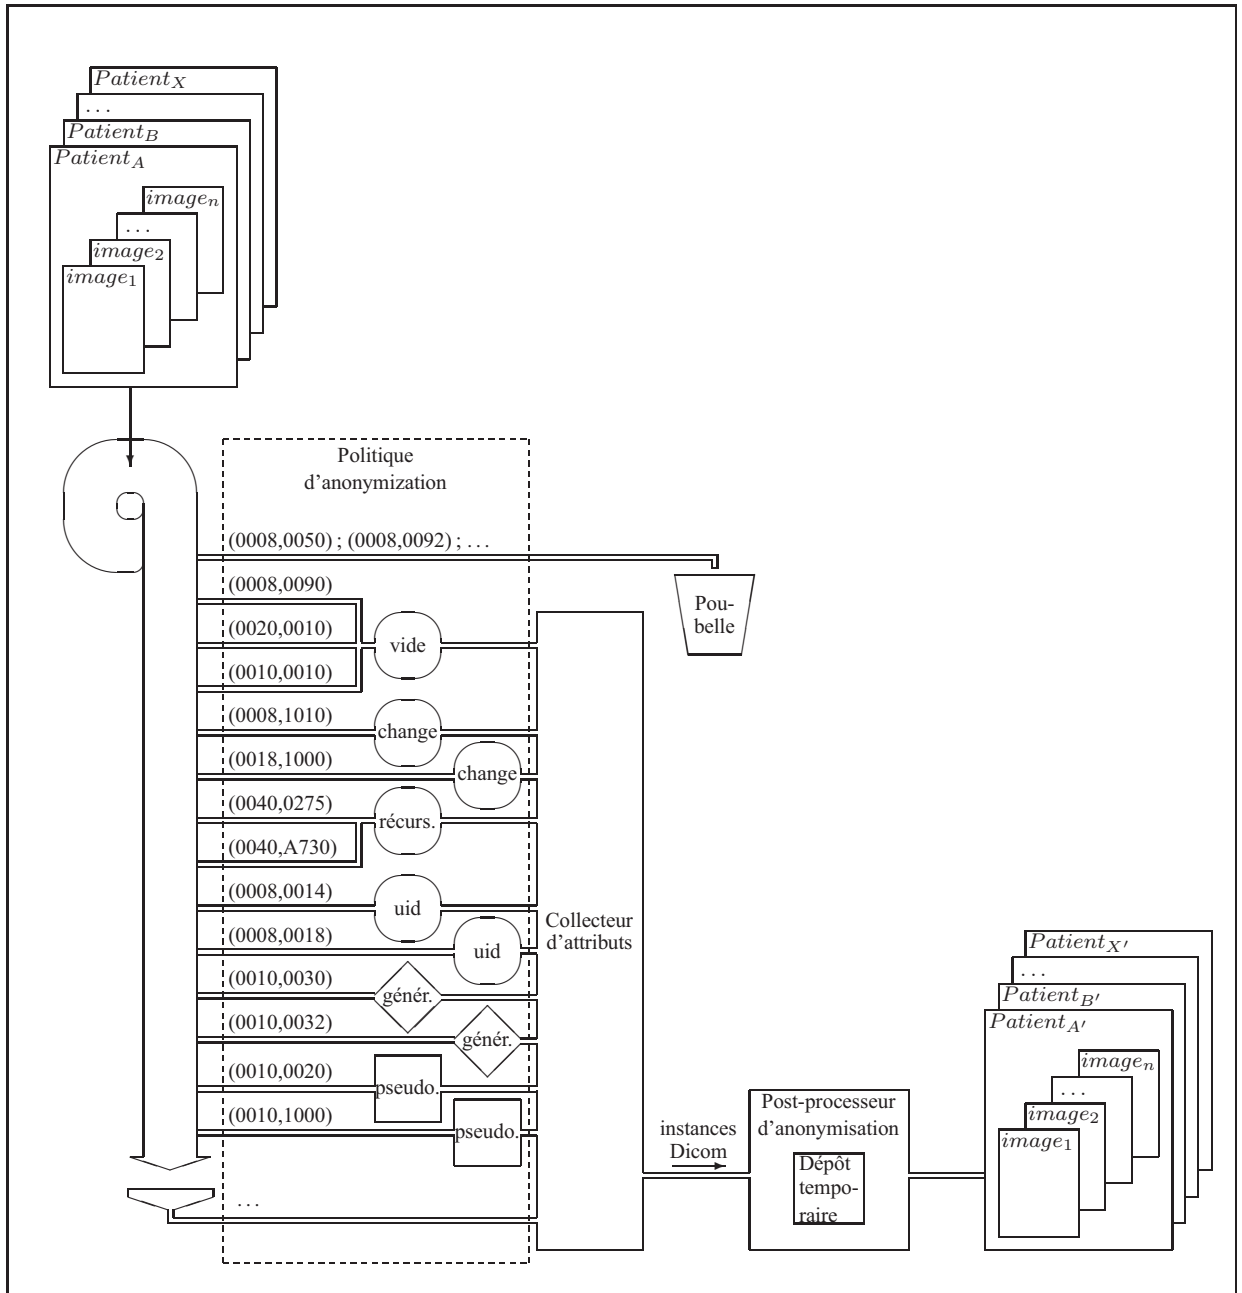 Patient_X
...
Patient_B
Patient_A
image_n
...
image_2
image_1
Politique
d'anonymization
(0008,0050) ; (0008,0092) ; ...
(0008,0090)
(0020,0010)
(0010,0010)
vide
Pou-
belle
(0008,1010)
change
(0018,1000)
change
(0040,0275)
récurs.
(0040,A730)
(0008,0014)
uid
(0008,0018)
uid
(0010,0030)
génér.
(0010,0032)
génér.
(0010,0020)
pseudo.
(0010,1000)
pseudo.
...
Collecteur
d'attributs
instances
Dicom
Post-processeur
d'anonymisation
Dépôt
tempo-
raire
Patient_X'
...
Patient_B'
Patient_A'
image_n
...
image_2
image_1